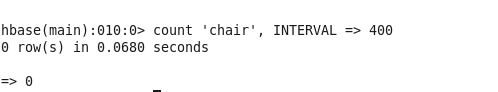 hbase(main):010:0> count 'chair', INTERVAL => 400
0 row(s) in 0.0680 seconds
=> 0